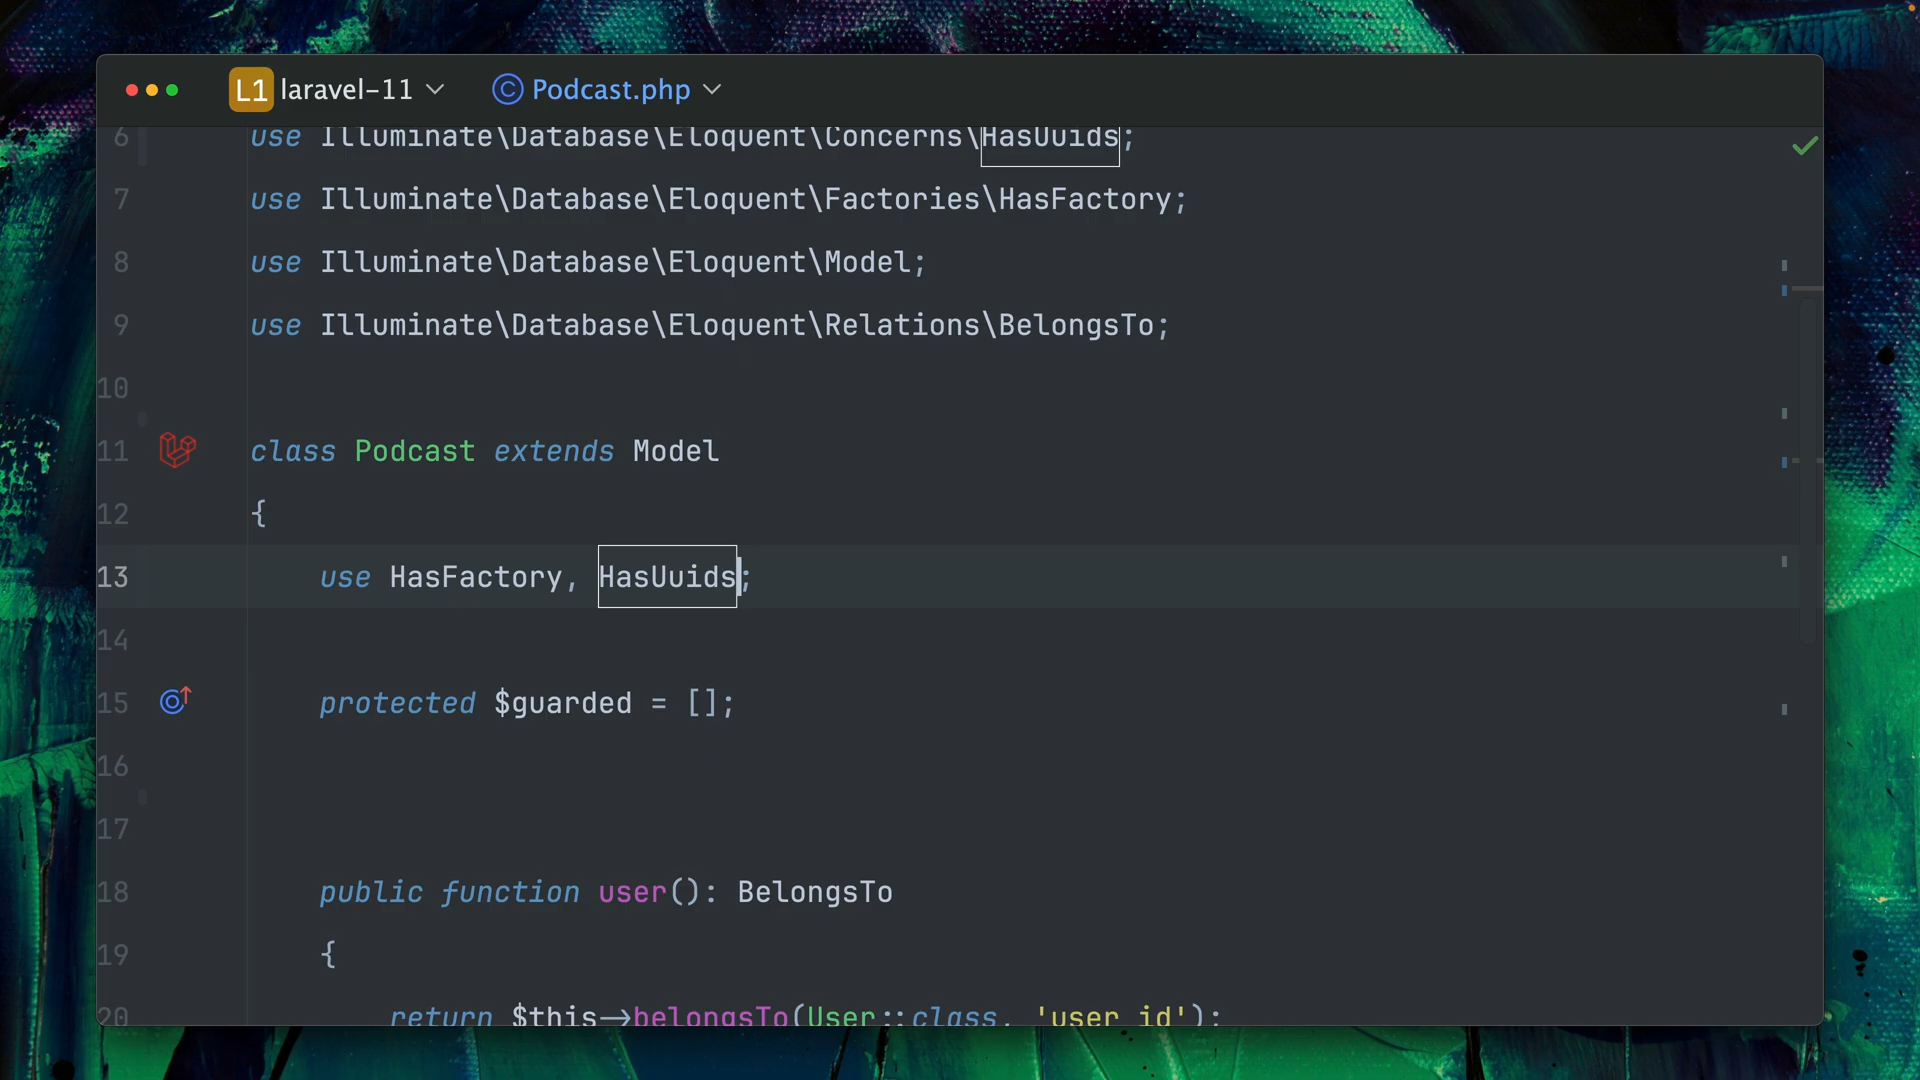 L1 laravel-11 Podcast.php
6 use Illuminate\Database\Eloquent\Concerns\HasUuids;
7 use Illuminate\Database\Eloquent\Factories\HasFactory;
8 use Illuminate\Database\Eloquent\Model;
9 use Illuminate\Database\Eloquent\Relations\BelongsTo;
10
11 class Podcast extends Model
12 {
13 use HasFactory, HasUuids;
14
15 protected $guarded = [];
16
17
18 public function user(): BelongsTo
19 {
20 return $this->belongsTo(User::class, 'user_id');